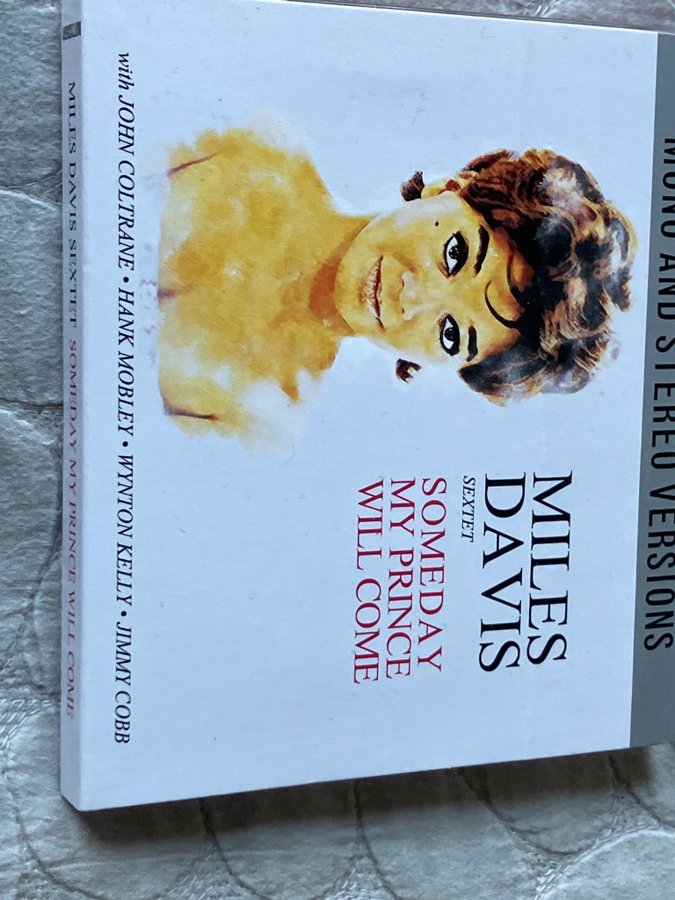 MONO AND STEREO VERSIONS
MILES
DAVIS
SEXTET
SOMEDAY
MY PRINCE
WILL COME
with JOHN COLTRANE • HANK MOBLEY • WYNTON KELLY • JIMMY COBB
MILES DAVIS SEXTET SOMEDAY MY PRINCE WILL COME